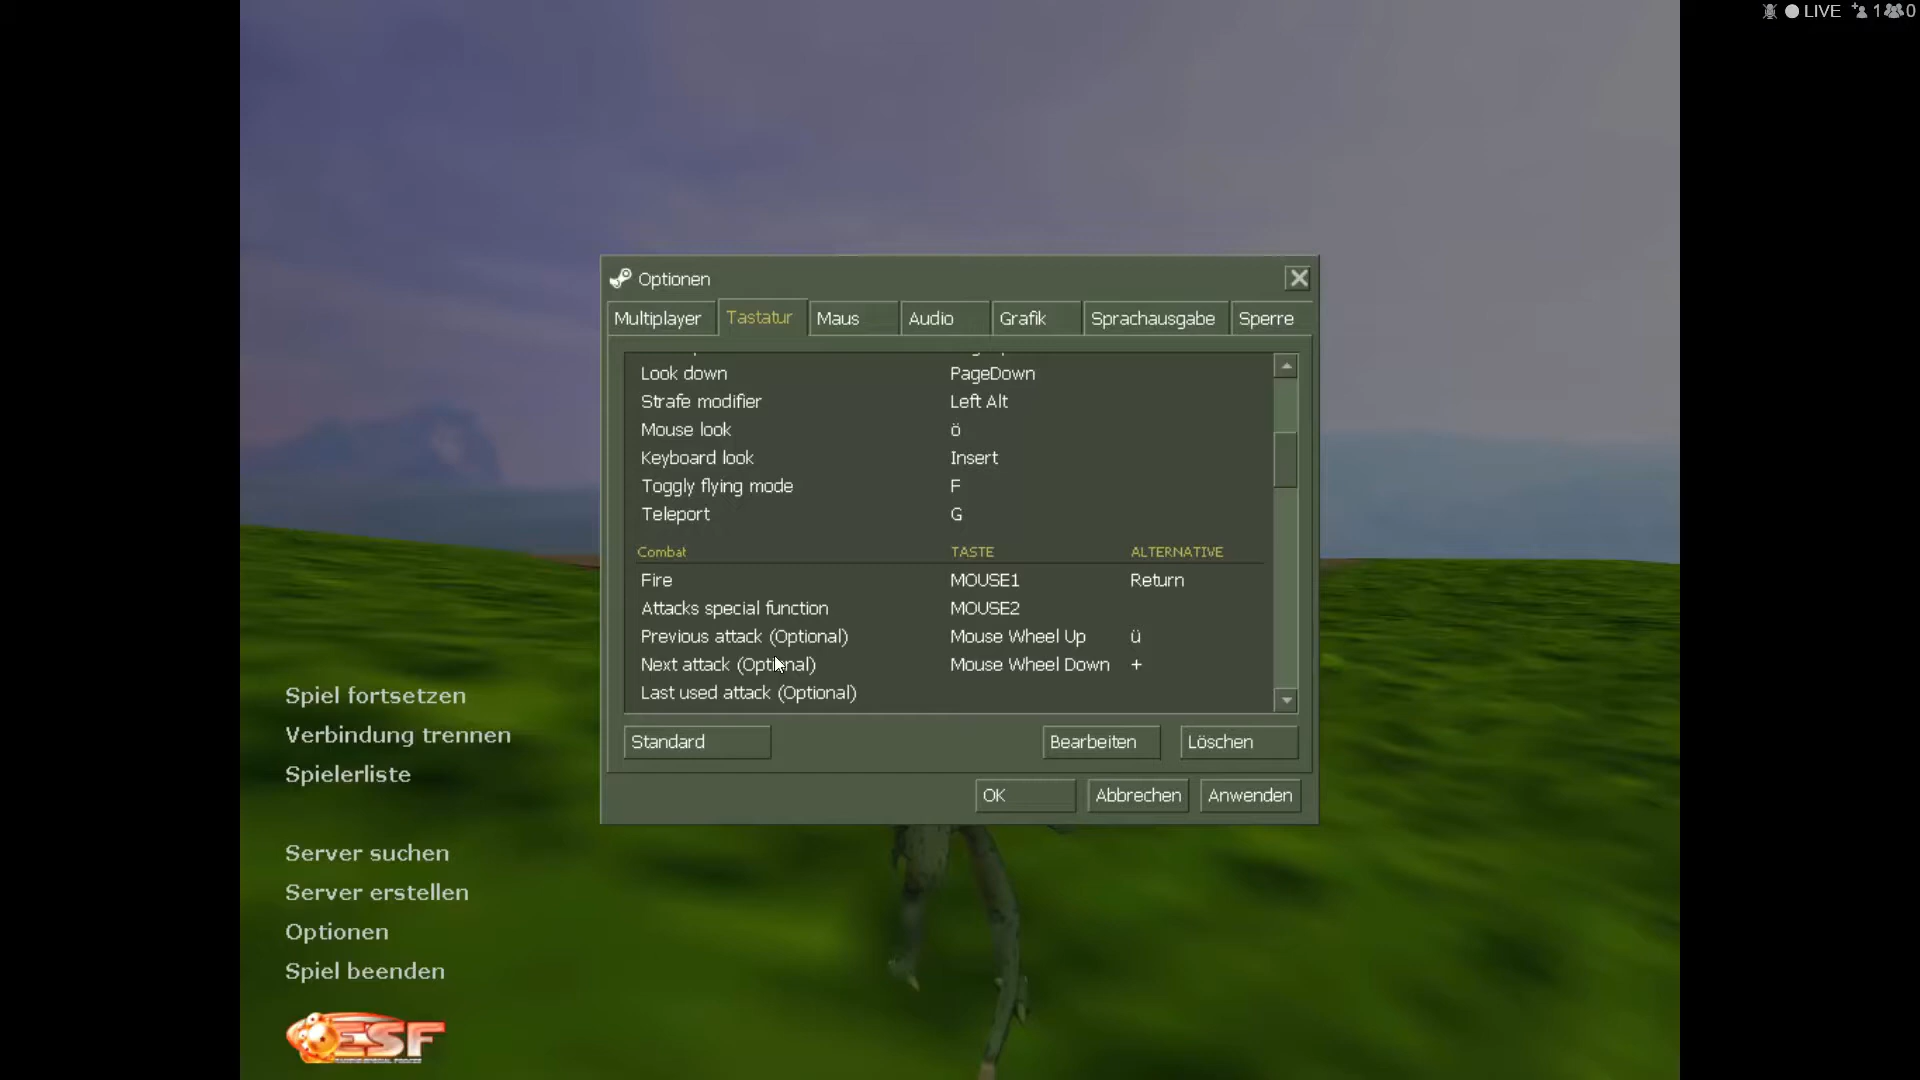 LIVE 1 0
Optionen
Multiplayer Tastatur Maus Audio Grafik Sprachausgabe Sperre
Look down PageDown
Strafe modifier Left Alt
Mouse look ö
Keyboard look Insert
Toggly flying mode F
Teleport G
Combat TASTE ALTERNATIVE
Fire MOUSE1 Return
Attacks special function MOUSE2
Previous attack (Optional) Mouse Wheel Up ü
Next attack (Optional) Mouse Wheel Down +
Last used attack (Optional)
Standard Bearbeiten Löschen
OK Abbrechen Anwenden
Spiel fortsetzen
Verbindung trennen
Spielerliste
Server suchen
Server erstellen
Optionen
Spiel beenden
ESF